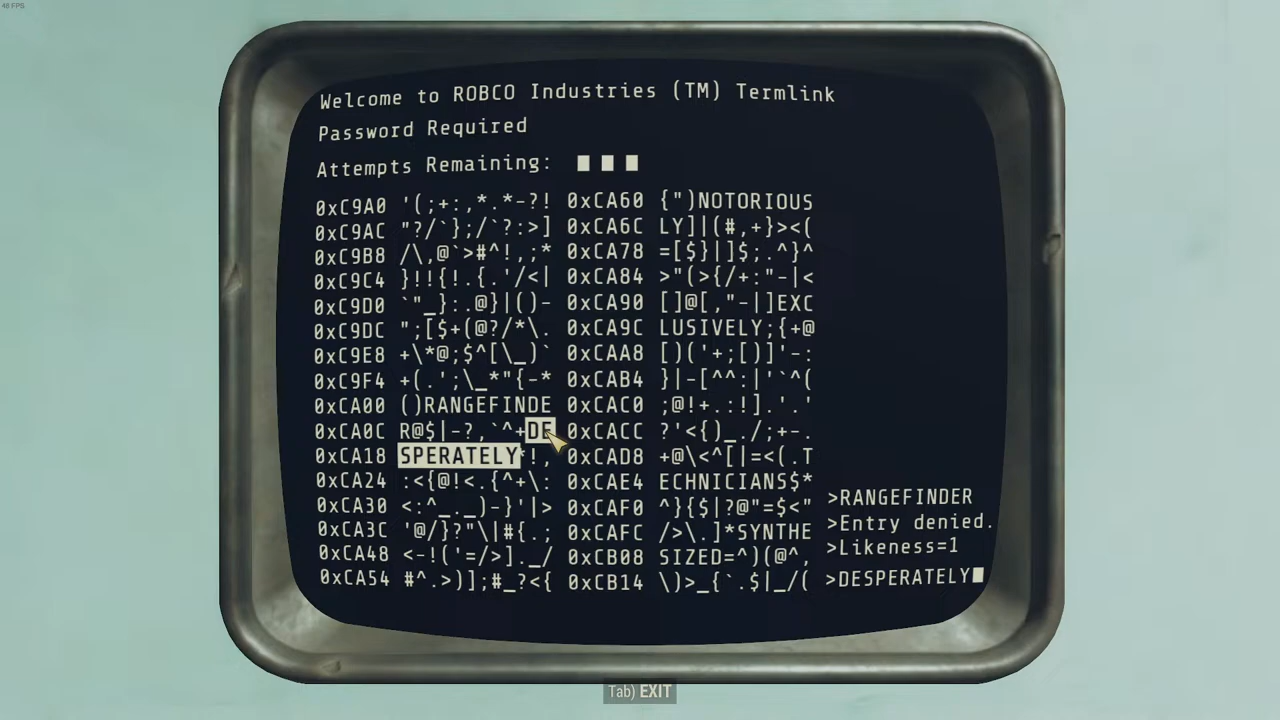 48 FPS
Welcome to ROBCO Industries (TM) Termlink
Password Required
Attempts Remaining: ■ ■ ■
0xC9A0 '(;+:,*.*-?! 0xCA60 {")NOTORIOUS
0xC9AC "?/`};/`?:>] 0xCA6C LY]|(#,+}><(
0xC9B8 /\,@`>#^!,;* 0xCA78 =[$}|]$;.^}^
0xC9C4 }!!{!.{.'/<| 0xCA84 >"(>{/+:"-|<
0xC9D0 `"_}:.@}|()- 0xCA90 []@[,"-|]EXC
0xC9DC ";[$+(@?/*\. 0xCA9C LUSIVELY;{+@
0xC9E8 +\*@;$^[\_)` 0xCAA8 [)('+;[)]'-:
0xC9F4 +(.';\_*"{-* 0xCAB4 }|-[^^:|'`^(
0xCA00 ()RANGEFINDE 0xCAC0 ;@!+.:!].'.'
0xCA0C R@$|-?,`^+DE 0xCACC ?'<{)_./;+-.
0xCA18 SPERATELY*!, 0xCAD8 +@\<^[|=<(.T
0xCA24 :<{@!<.{^+\: 0xCAE4 ECHNICIANS$*
0xCA30 <:^_._)-}'|> 0xCAF0 ^}{$|?@"=$<"
0xCA3C '@/}?"\|#{.; 0xCAFC />\.]*SYNTHE
0xCA48 <-!('=/>]._/ 0xCB08 SIZED=^)(@^,
0xCA54 #^.>)];#_?<{ 0xCB14 \)>_{`.$|_/(
>RANGEFINDER
>Entry denied.
>Likeness=1
>DESPERATELY■
Tab) EXIT